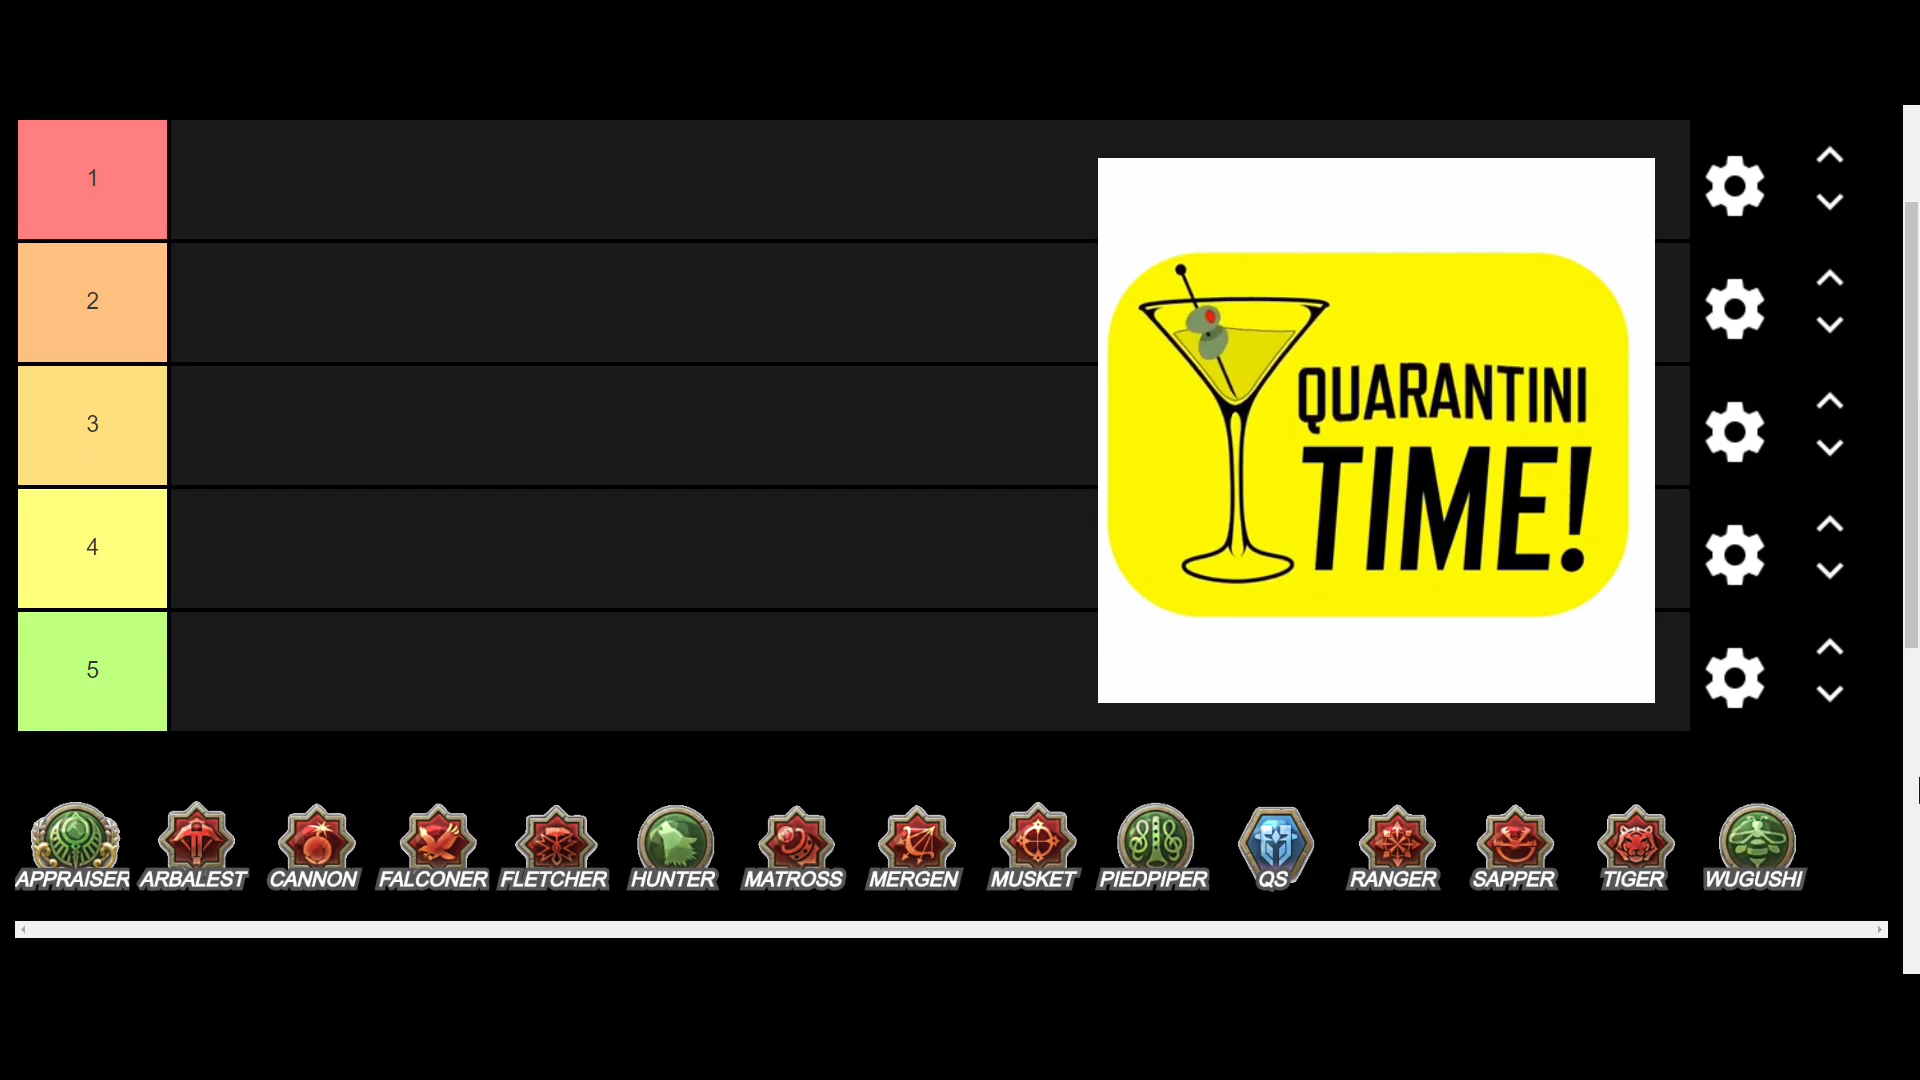 1
2
3
4
5
QUARANTINI
TIME!
APPRAISER ARBALEST CANNON FALCONER FLETCHER HUNTER MATROSS MERGEN MUSKET PIEDPIPER QS RANGER SAPPER TIGER WUGUSHI